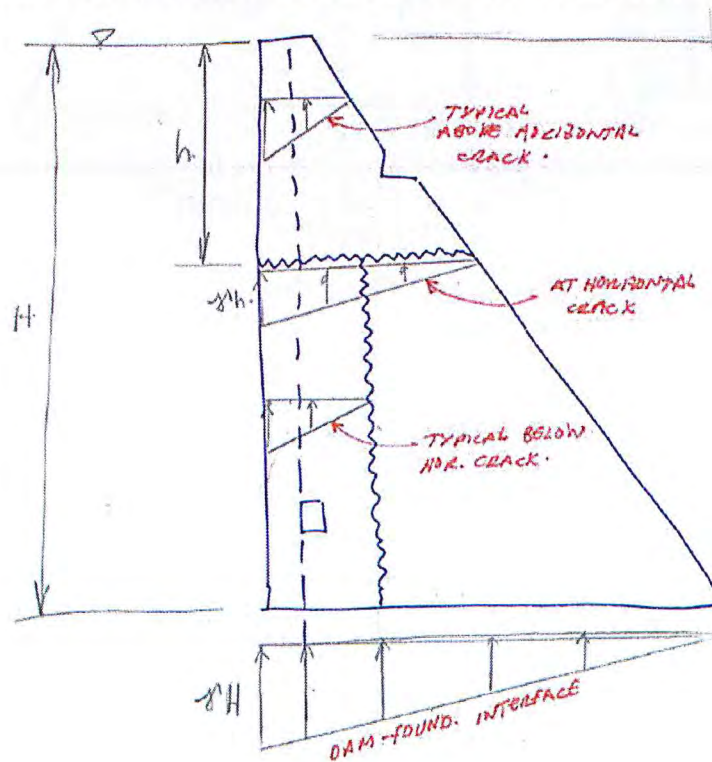 TYPICAL
ABOVE HORIZONTAL
CRACK.
h
γh
H
AT HORIZONTAL
CRACK
TYPICAL BELOW
HOR. CRACK.
γH
DAM-FOUND. INTERFACE